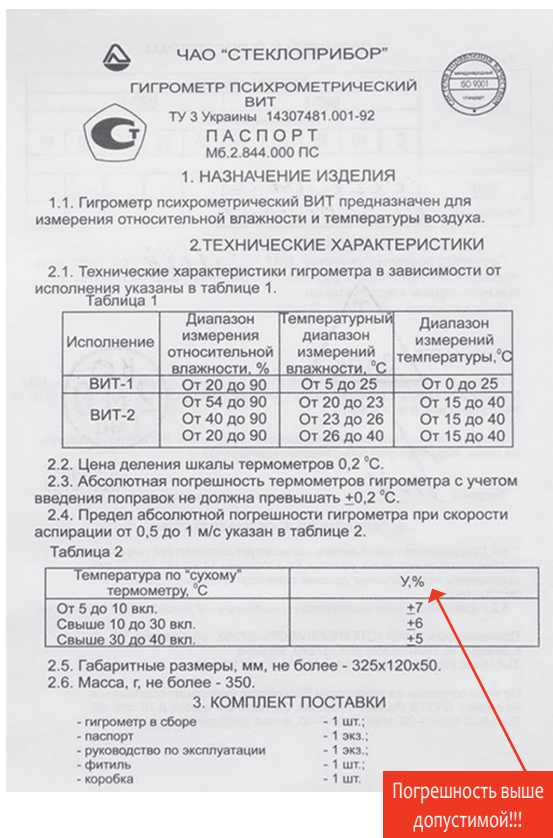 ЧАО “СТЕКЛОПРИБОР”
МЕЖДУНАРОДНЫЙ
ISO 9001
стандарт
ГИГРОМЕТР ПСИХРОМЕТРИЧЕСКИЙ
ВИТ
ТУ 3 Украины 14307481.001-92
ПАСПОРТ
Мб.2.844.000 ПС
1. НАЗНАЧЕНИЕ ИЗДЕЛИЯ
1.1. Гигрометр психрометрический ВИТ предназначен для
измерения относительной влажности и температуры воздуха.
2.ТЕХНИЧЕСКИЕ ХАРАКТЕРИСТИКИ
2.1. Технические характеристики гигрометра в зависимости от
исполнения указаны в таблице 1.
Таблица 1
Исполнение
Диапазон
измерения
относительной
влажности, %
Температурный
диапазон
измерений
влажности, °С
Диапазон
измерений
температуры,°С
ВИТ-1 От 20 до 90 От 5 до 25 От 0 до 25
ВИТ-2
От 54 до 90 От 20 до 23 От 15 до 40
От 40 до 90 От 23 до 26 От 15 до 40
От 20 до 90 От 26 до 40 От 15 до 40
2.2. Цена деления шкалы термометров 0,2 °С.
2.3. Абсолютная погрешность термометров гигрометра с учетом
введения поправок не должна превышать ±0,2 °С.
2.4. Предел абсолютной погрешности гигрометра при скорости
аспирации от 0,5 до 1 м/с указан в таблице 2.
Таблица 2
Температура по “сухому”
термометру, °С
У,%
От 5 до 10 вкл. ±7
Свыше 10 до 30 вкл. ±6
Свыше 30 до 40 вкл. ±5
2.5. Габаритные размеры, мм, не более - 325х120х50.
2.6. Масса, г, не более - 350.
3. КОМПЛЕКТ ПОСТАВКИ
- гигрометр в сборе - 1 шт.;
- паспорт - 1 экз.;
- руководство по эксплуатации - 1 экз.;
- фитиль - 1 шт.;
- коробка - 1 шт.
Погрешность выше
допустимой!!!